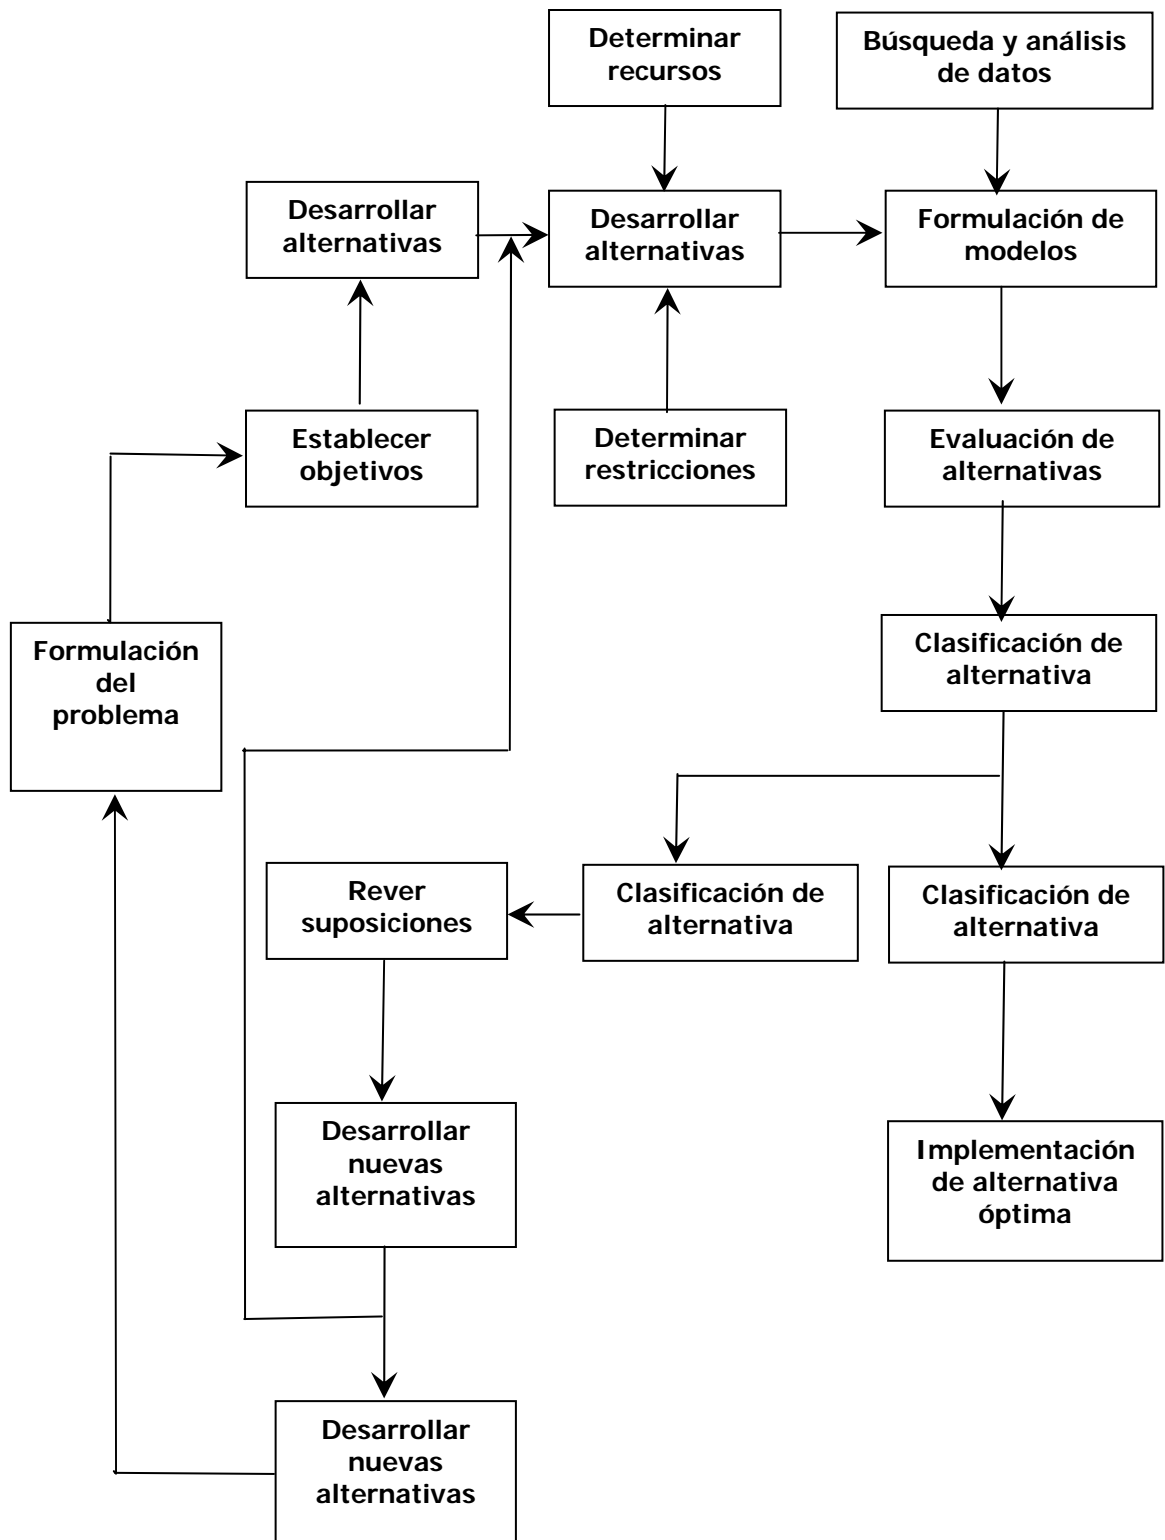 Determinar
recursos
Búsqueda y análisis
de datos
Desarrollar
alternativas
Desarrollar
alternativas
Formulación de
modelos
Establecer
objetivos
Determinar
restricciones
Evaluación de
alternativas
Formulación
del
problema
Clasificación de
alternativa
Rever
suposiciones
Clasificación de
alternativa
Clasificación de
alternativa
Desarrollar
nuevas
alternativas
Implementación
de alternativa
óptima
Desarrollar
nuevas
alternativas